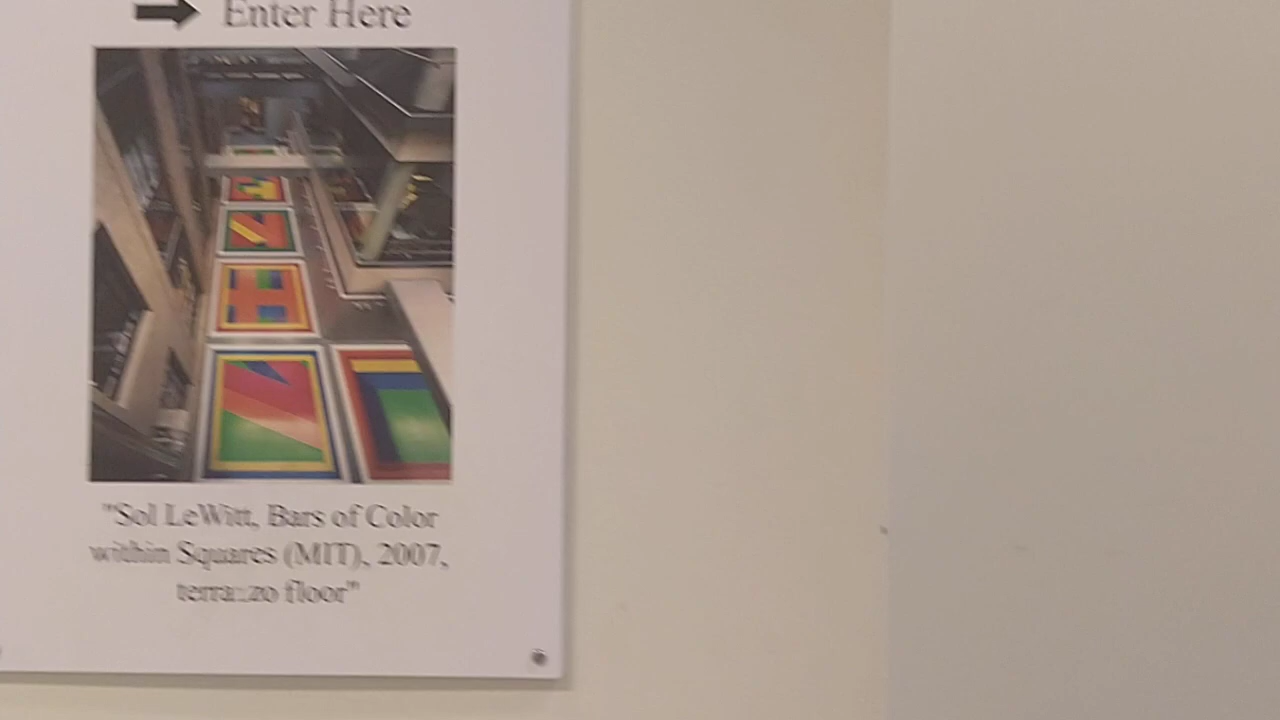 Enter Here
"Sol LeWitt, Bars of Color
within Squares (MIT), 2007,
terrazzo floor"